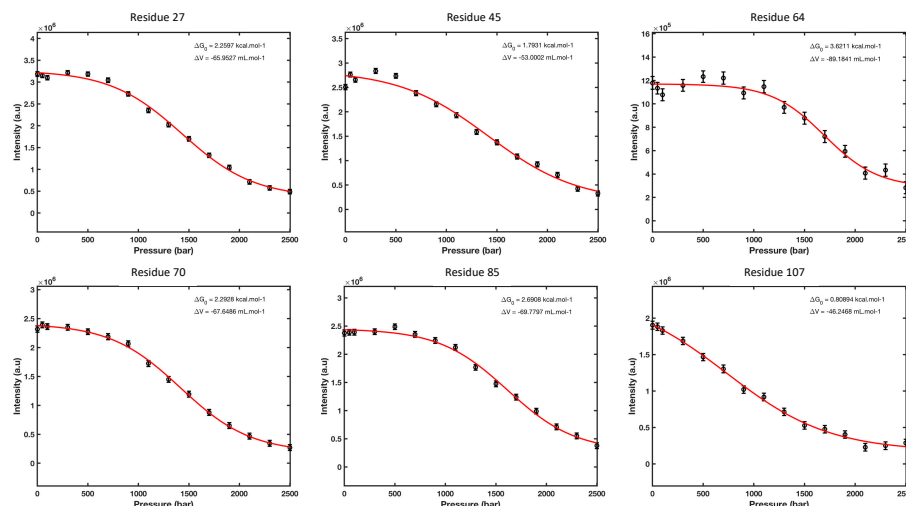 Residue 27
×10⁶
ΔG₀ = 2.2597 kcal.mol-1
ΔV = -65.9527 mL.mol-1
Intensity (a.u)
4
3.5
3
2.5
2
1.5
1
0.5
0
0 500 1000 1500 2000 2500
Pressure (bar)
Residue 45
×10⁶
ΔG₀ = 1.7931 kcal.mol-1
ΔV = -53.0002 mL.mol-1
Intensity (a.u)
3.5
3
2.5
2
1.5
1
0.5
0
0 500 1000 1500 2000 2500
Pressure (bar)
Residue 64
×10⁵
ΔG₀ = 3.6211 kcal.mol-1
ΔV = -89.1841 mL.mol-1
Intensity (a.u)
16
14
12
10
8
6
4
2
0
0 500 1000 1500 2000 2500
Pressure (bar)
Residue 70
×10⁶
ΔG₀ = 2.2928 kcal.mol-1
ΔV = -67.6486 mL.mol-1
Intensity (a.u)
3
2.5
2
1.5
1
0.5
0
0 500 1000 1500 2000 2500
Pressure (bar)
Residue 85
×10⁶
ΔG₀ = 2.6908 kcal.mol-1
ΔV = -69.7797 mL.mol-1
Intensity (a.u)
3
2.5
2
1.5
1
0.5
0
0 500 1000 1500 2000 2500
Pressure (bar)
Residue 107
×10⁶
ΔG₀ = 0.80894 kcal.mol-1
ΔV = -46.2468 mL.mol-1
Intensity (a.u)
2
1.5
1
0.5
0
0 500 1000 1500 2000 2500
Pressure (bar)